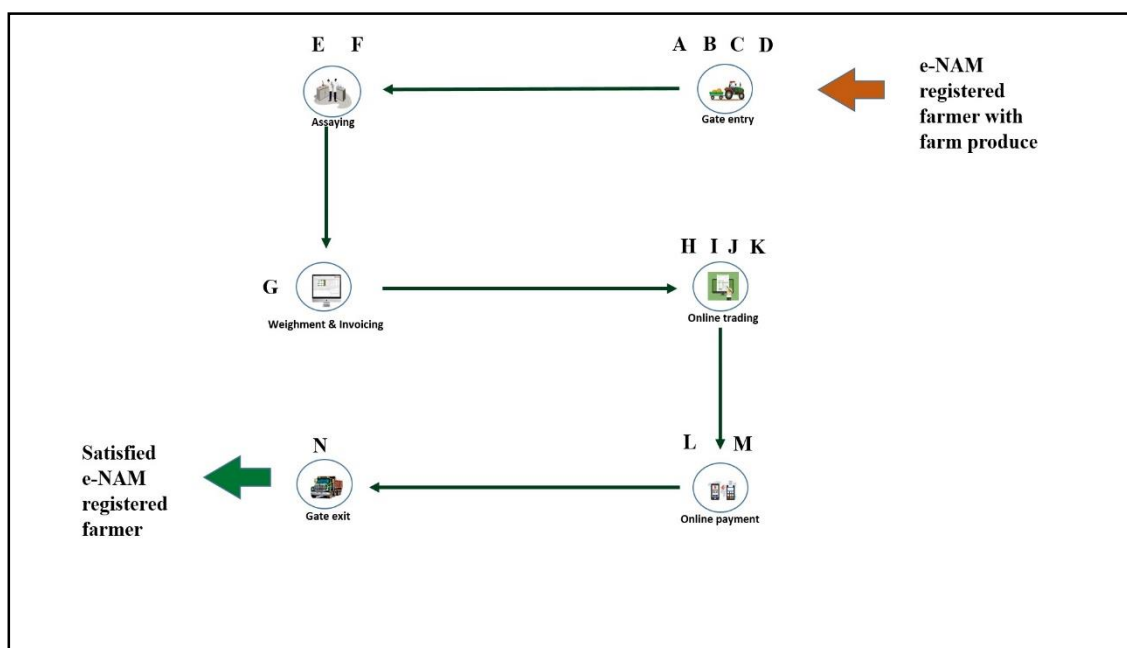 E F
A B C D
e-NAM
registered
farmer with
farm produce
Assaying
Gate entry
G
H I J K
Weighment & Invoicing
Online trading
Satisfied
e-NAM
registered
farmer
N
L M
Gate exit
Online payment